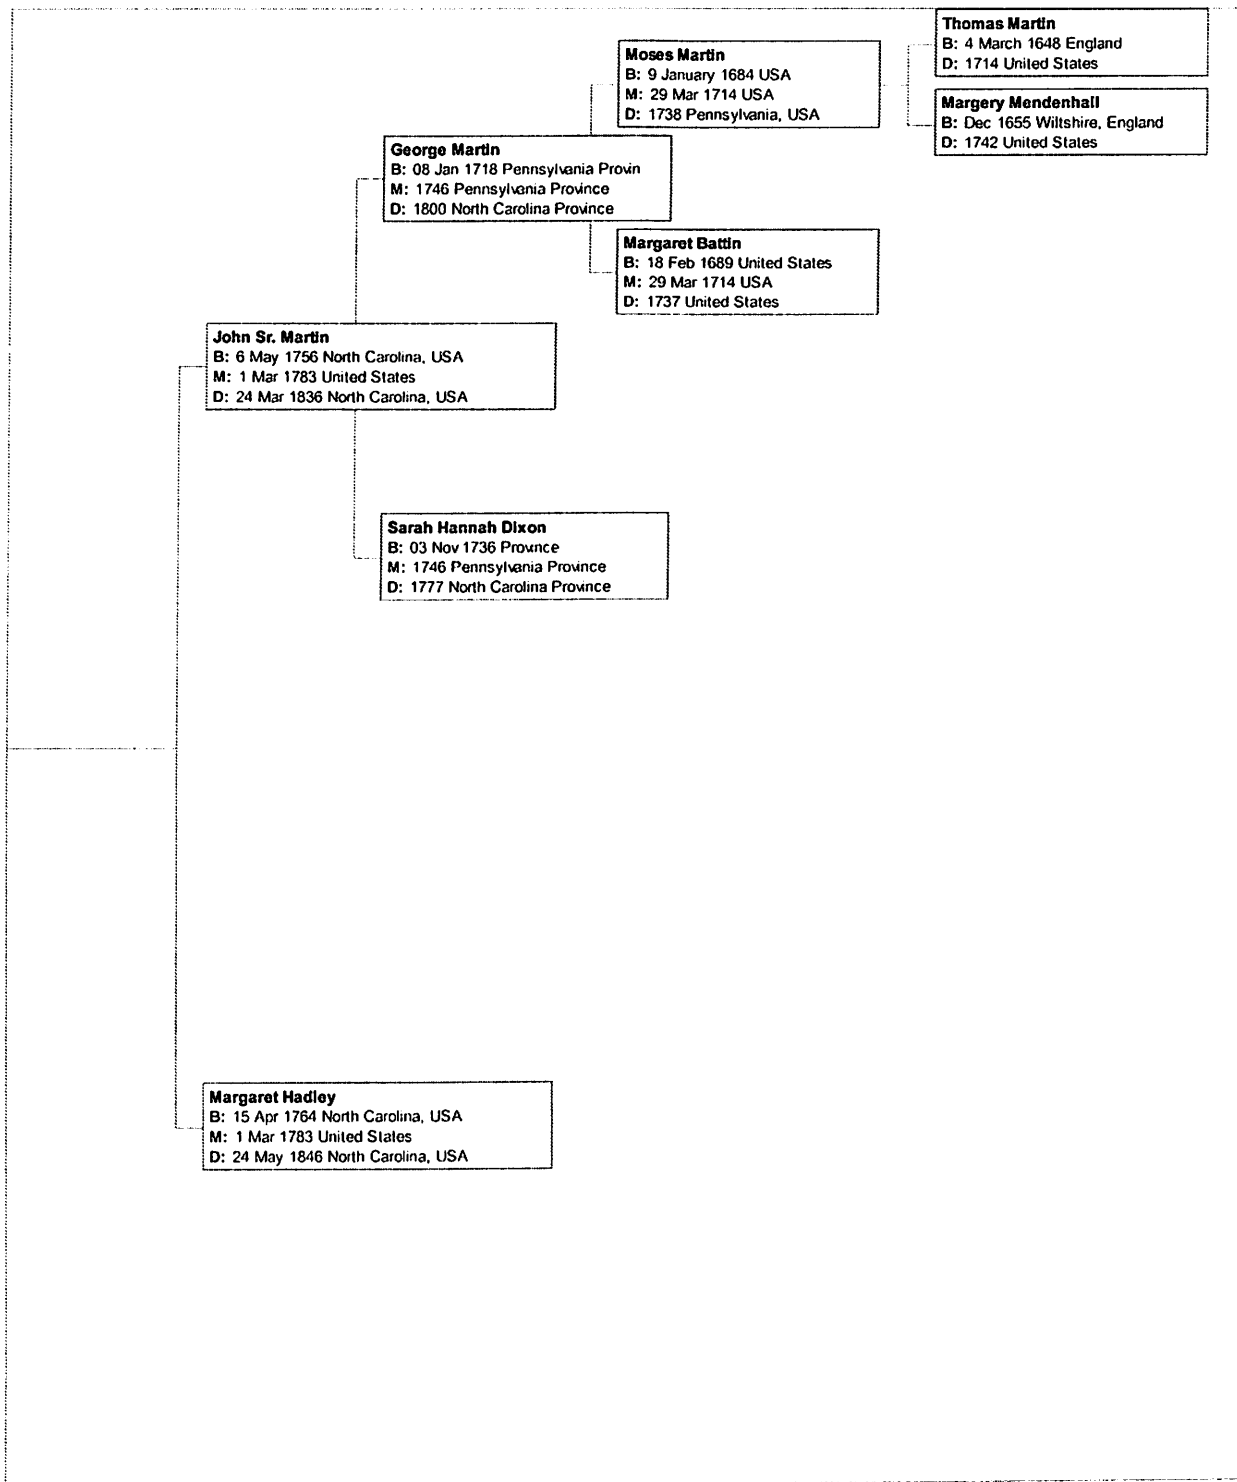 Thomas Martin
B: 4 March 1648 England
D: 1714 United States
Moses Martin
B: 9 January 1684 USA
M: 29 Mar 1714 USA
D: 1738 Pennsylvania, USA
Margery Mendenhall
B: Dec 1655 Wiltshire, England
D: 1742 United States
George Martin
B: 08 Jan 1718 Pennsylvania Provin
M: 1746 Pennsylvania Province
D: 1800 North Carolina Province
Margaret Battin
B: 18 Feb 1689 United States
M: 29 Mar 1714 USA
D: 1737 United States
John Sr. Martin
B: 6 May 1756 North Carolina, USA
M: 1 Mar 1783 United States
D: 24 Mar 1836 North Carolina, USA
Sarah Hannah Dixon
B: 03 Nov 1736 Province
M: 1746 Pennsylvania Province
D: 1777 North Carolina Province
Margaret Hadley
B: 15 Apr 1764 North Carolina, USA
M: 1 Mar 1783 United States
D: 24 May 1846 North Carolina, USA